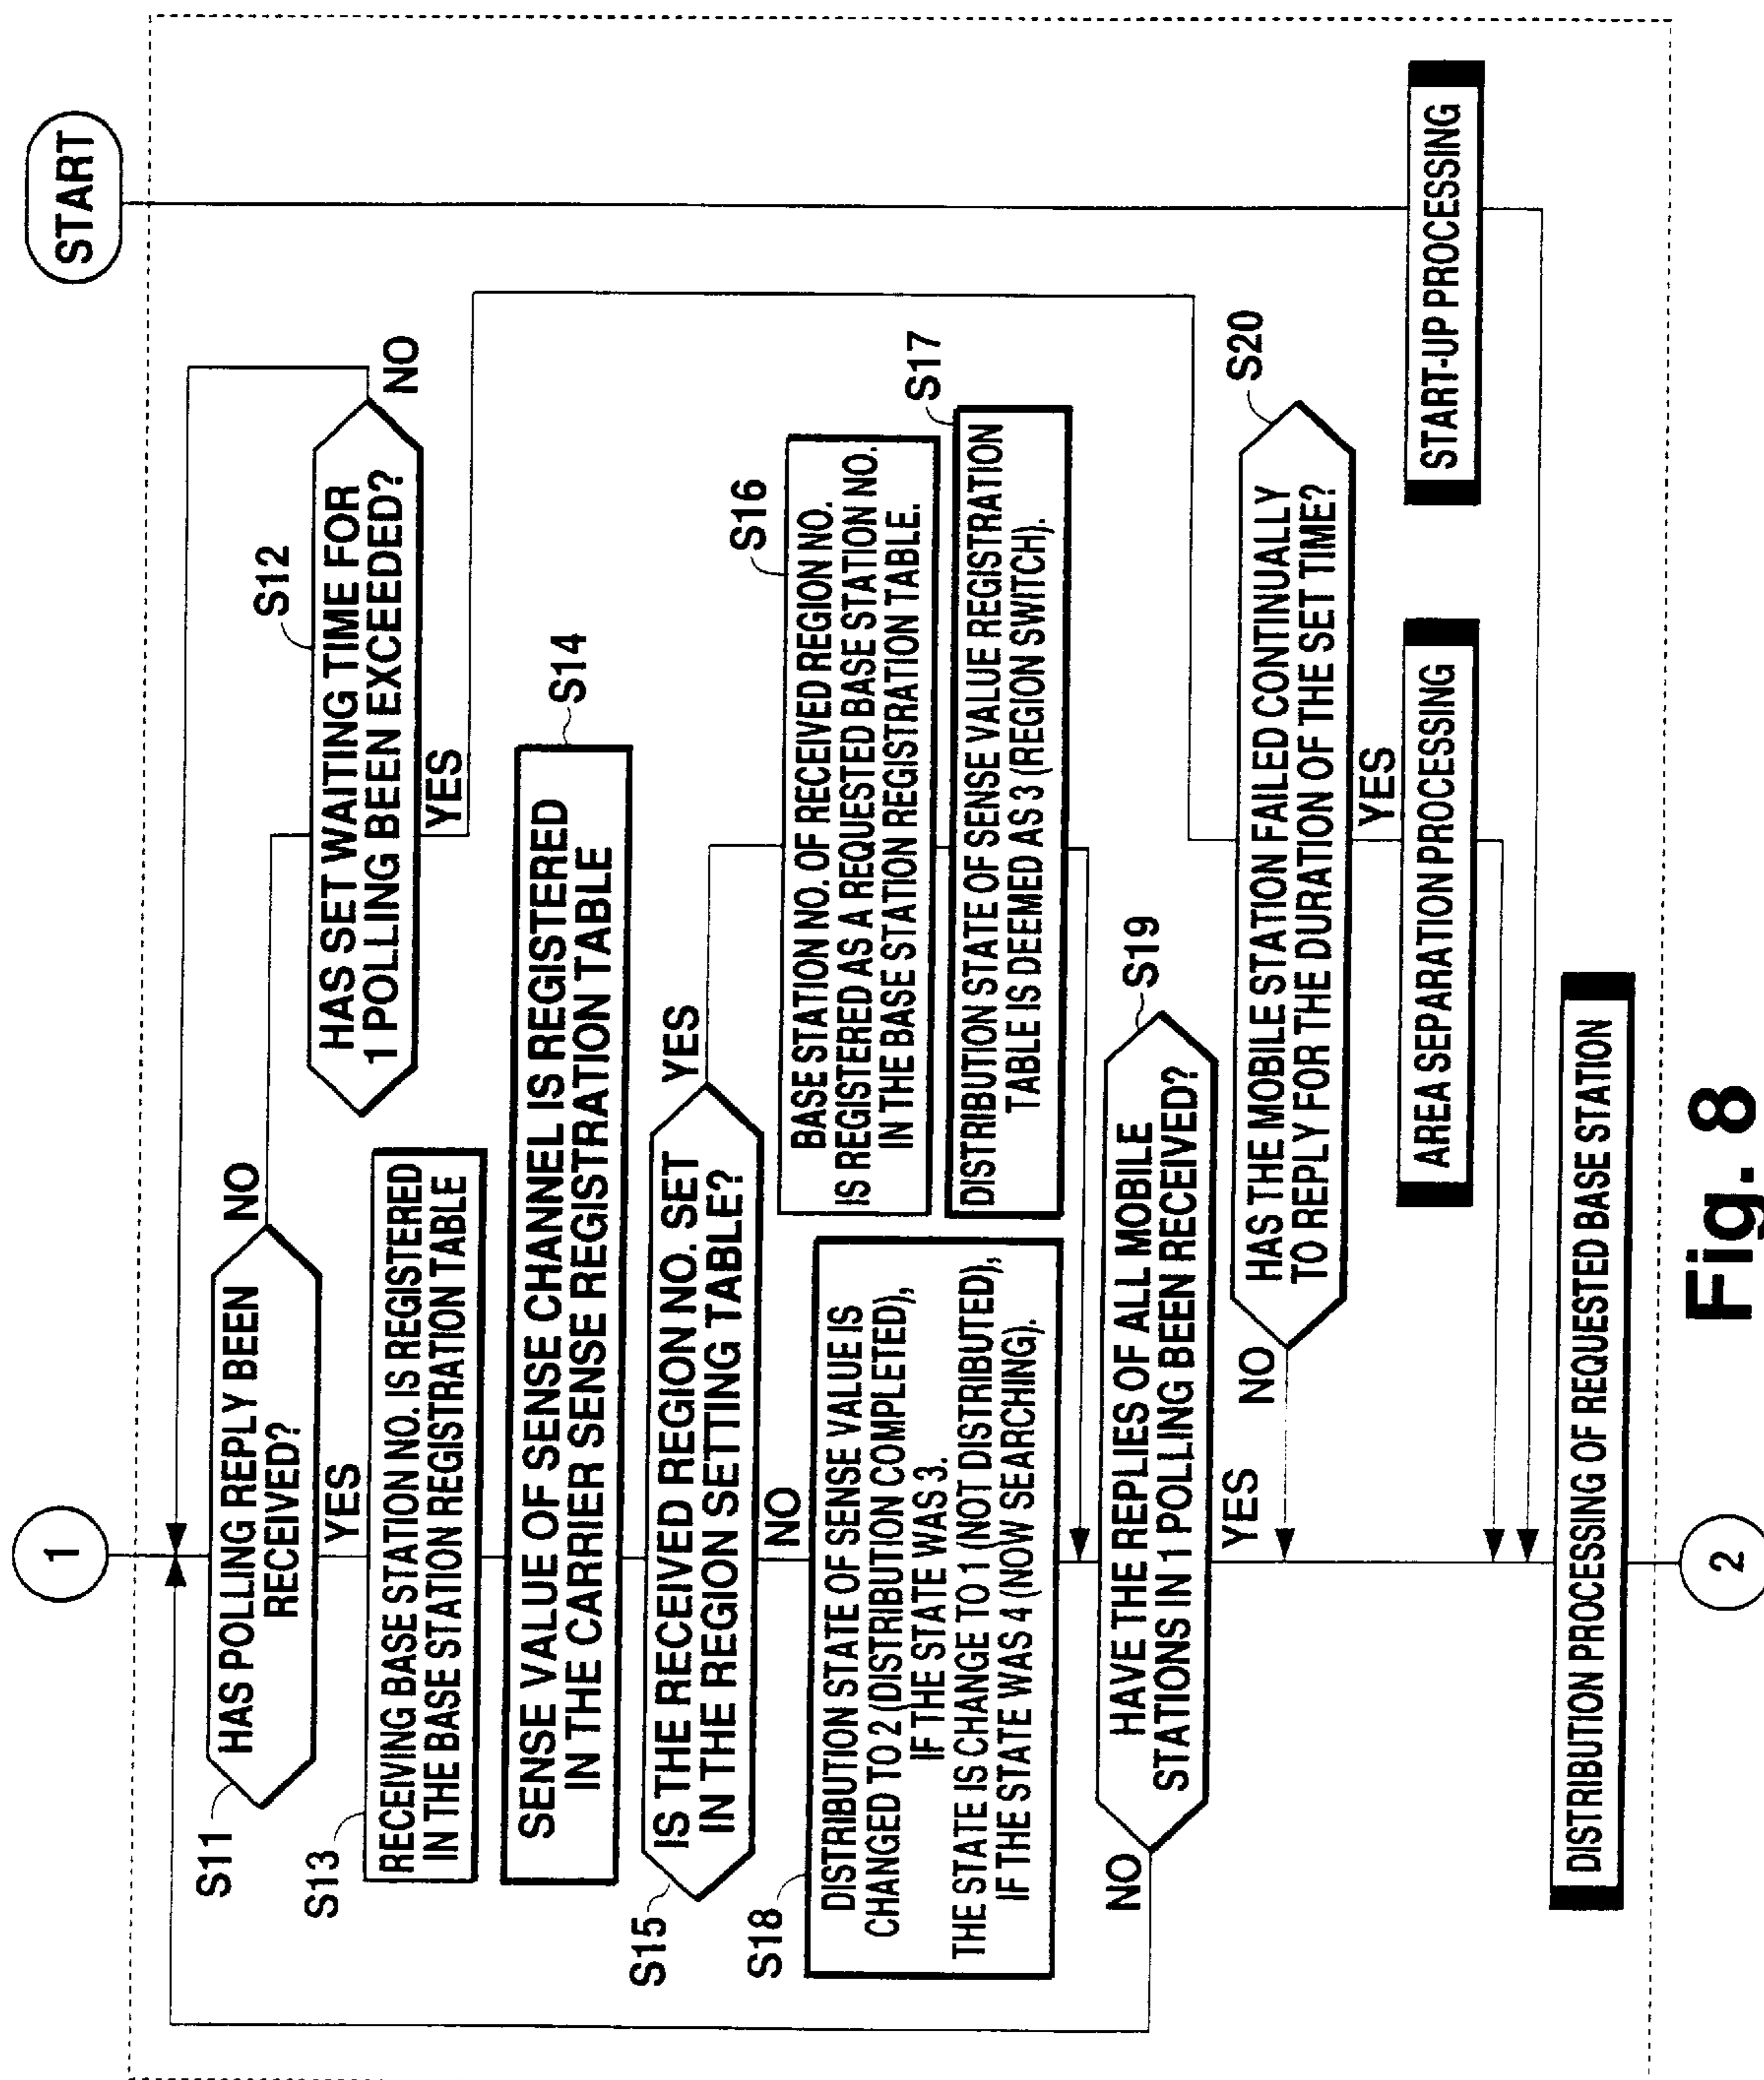 START
1
S11
HAS POLLING REPLY BEEN
RECEIVED?
NO
YES
S12
HAS SET WAITING TIME FOR
1 POLLING BEEN EXCEEDED?
NO
YES
S13
RECEIVING BASE STATION NO. IS REGISTERED
IN THE BASE STATION REGISTRATION TABLE
S14
SENSE VALUE OF SENSE CHANNEL IS REGISTERED
IN THE CARRIER SENSE REGISTRATION TABLE
S15
IS THE RECEIVED REGION NO. SET
IN THE REGION SETTING TABLE?
YES
NO
S16
BASE STATION NO. OF RECEIVED REGION NO.
IS REGISTERED AS A REQUESTED BASE STATION NO.
IN THE BASE STATION REGISTRATION TABLE.
S17
DISTRIBUTION STATE OF SENSE VALUE REGISTRATION
TABLE IS DEEMED AS 3 (REGION SWITCH).
S18
DISTRIBUTION STATE OF SENSE VALUE IS
CHANGED TO 2 (DISTRIBUTION COMPLETED),
IF THE STATE WAS 3.
THE STATE IS CHANGE TO 1 (NOT DISTRIBUTED),
IF THE STATE WAS 4 (NOW SEARCHING).
S19
HAVE THE REPLIES OF ALL MOBILE
STATIONS IN 1 POLLING BEEN RECEIVED?
NO
YES
S20
HAS THE MOBILE STATION FAILED CONTINUALLY
TO REPLY FOR THE DURATION OF THE SET TIME?
NO
YES
AREA SEPARATION PROCESSING
START-UP PROCESSING
DISTRIBUTION PROCESSING OF REQUESTED BASE STATION
2
Fig. 8